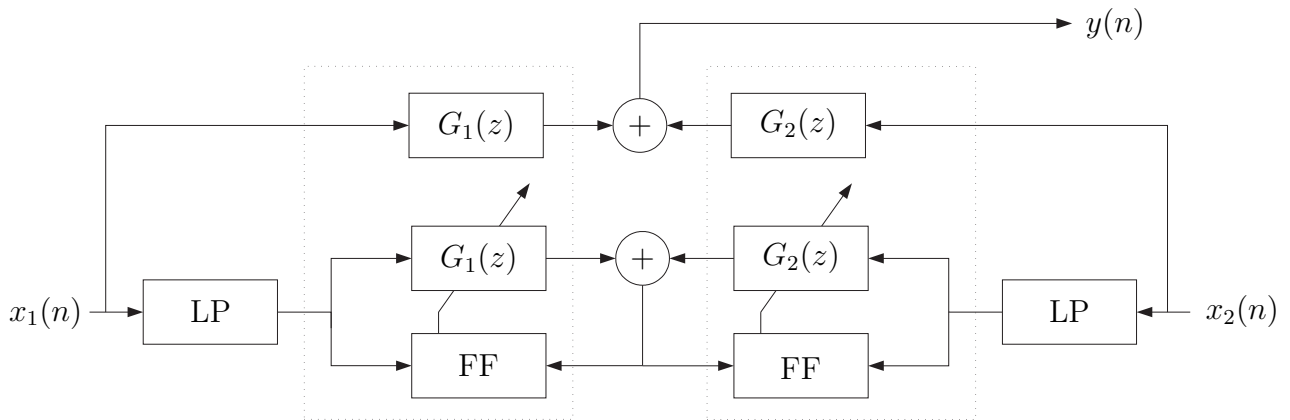 y(n)
G₁(z)
+
G₂(z)
G₁(z)
+
G₂(z)
x₁(n)
LP
LP
x₂(n)
FF
FF